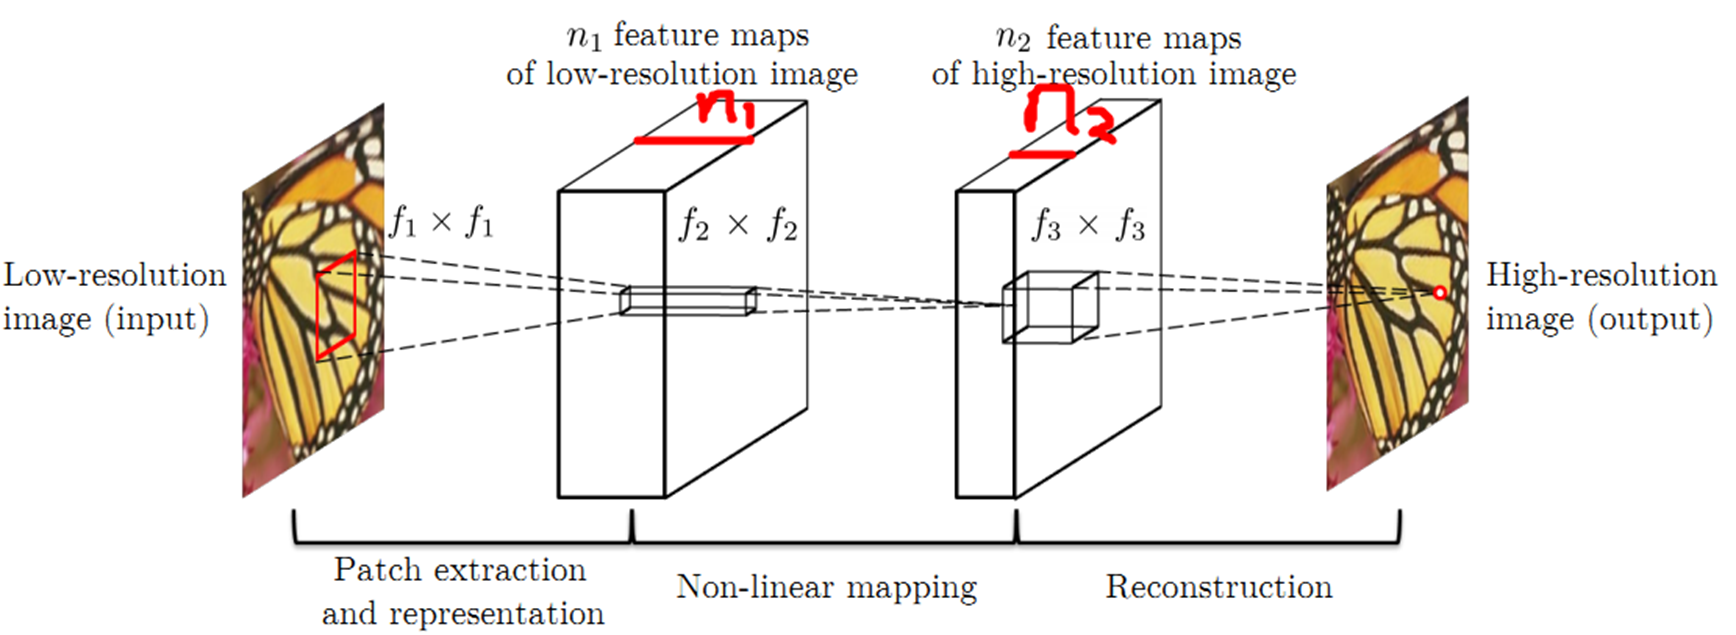 n₁ feature maps
of low-resolution image
n₂ feature maps
of high-resolution image
n₁
n₂
f₁ × f₁
f₂ × f₂
f₃ × f₃
Low-resolution
image (input)
High-resolution
image (output)
Patch extraction
and representation
Non-linear mapping
Reconstruction